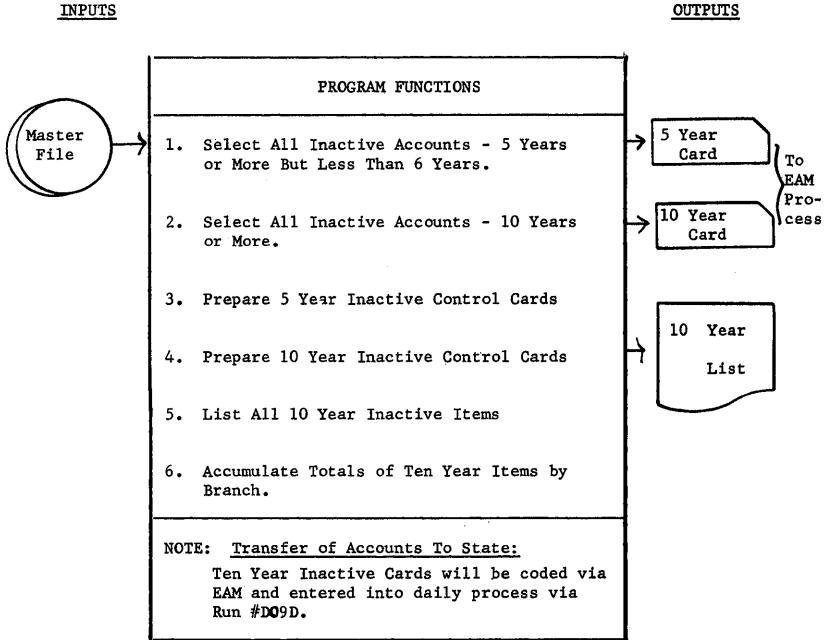 INPUTS
OUTPUTS
PROGRAM FUNCTIONS
Master
File
1. Select All Inactive Accounts - 5 Years
or More But Less Than 6 Years.
2. Select All Inactive Accounts - 10 Years
or More.
3. Prepare 5 Year Inactive Control Cards
4. Prepare 10 Year Inactive Control Cards
5. List All 10 Year Inactive Items
6. Accumulate Totals of Ten Year Items by
Branch.
NOTE: Transfer of Accounts To State:
Ten Year Inactive Cards will be coded via
EAM and entered into daily process via
Run #D09D.
5 Year
Card
10 Year
Card
To
EAM
Pro-
cess
10 Year
List